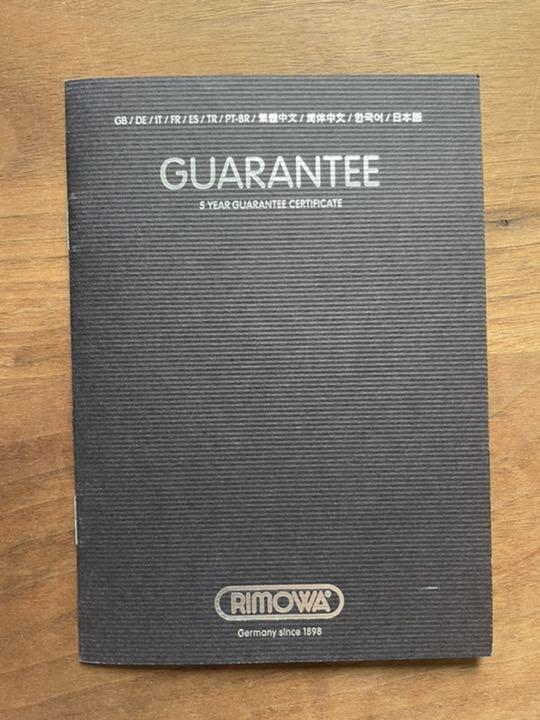 GB / DE / IT / FR / ES / TR / PT-BR / 繁體中文 / 简体中文 / 한국어 / 日本語
GUARANTEE
5 YEAR GUARANTEE CERTIFICATE
RIMOWA®
Germany since 1898